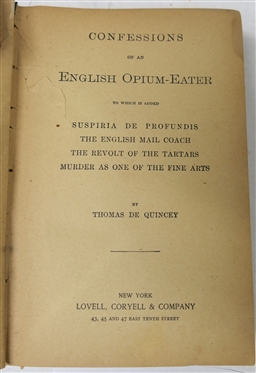 CONFESSIONS
OF AN
ENGLISH OPIUM-EATER
TO WHICH IS ADDED
SUSPIRIA DE PROFUNDIS
THE ENGLISH MAIL COACH
THE REVOLT OF THE TARTARS
MURDER AS ONE OF THE FINE ARTS
BY
THOMAS DE QUINCEY
NEW YORK
LOVELL, CORYELL & COMPANY
43, 45 AND 47 EAST TENTH STREET